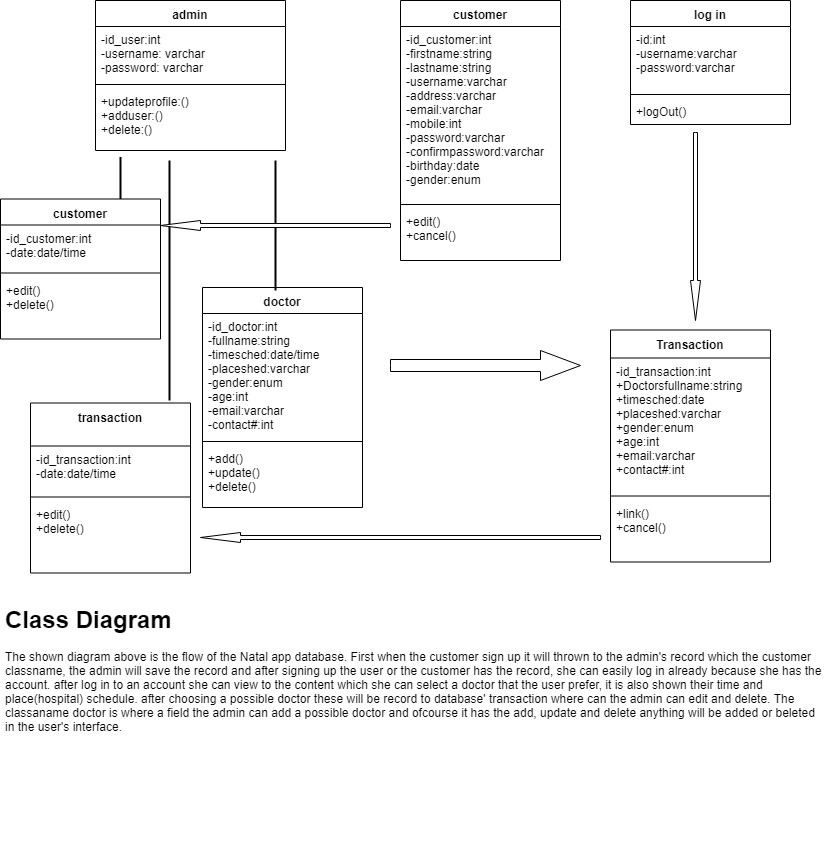 admin
-id_user:int
-username: varchar
-password: varchar
+updateprofile:()
+adduser:()
+delete:()
customer
-id_customer:int
-firstname:string
-lastname:string
-username:varchar
-address:varchar
-email:varchar
-mobile:int
-password:varchar
-confirmpassword:varchar
-birthday:date
-gender:enum
+edit()
+cancel()
log in
-id:int
-username:varchar
-password:varchar
+logOut()
customer
-id_customer:int
-date:date/time
+edit()
+delete()
doctor
-id_doctor:int
-fullname:string
-timesched:date/time
-placeshed:varchar
-gender:enum
-age:int
-email:varchar
-contact#:int
+add()
+update()
+delete()
Transaction
-id_transaction:int
+Doctorsfullname:string
+timesched:date
+placeshed:varchar
+gender:enum
+age:int
+email:varchar
+contact#:int
+link()
+cancel()
transaction
-id_transaction:int
-date:date/time
+edit()
+delete()
Class Diagram
The shown diagram above is the flow of the Natal app database. First when the customer sign up it will thrown to the admin's record which the customer
classname, the admin will save the record and after signing up the user or the customer has the record, she can easily log in already because she has the
account. after log in to an account she can view to the content which she can select a doctor that the user prefer, it is also shown their time and
place(hospital) schedule. after choosing a possible doctor these will be record to database' transaction where can the admin can edit and delete. The
classaname doctor is where a field the admin can add a possible doctor and ofcourse it has the add, update and delete anything will be added or beleted
in the user's interface.